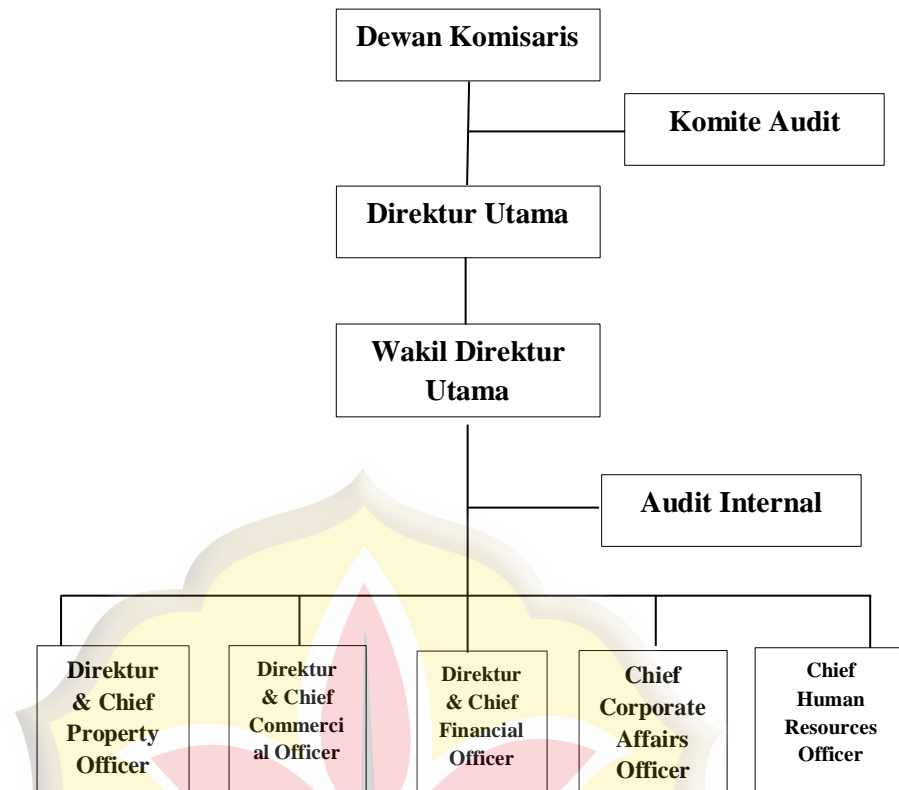 Dewan Komisaris
Komite Audit
Direktur Utama
Wakil Direktur
Utama
Audit Internal
Direktur
& Chief
Property
Officer
Direktur
& Chief
Commerci
al Officer
Direktur
& Chief
Financial
Officer
Chief
Corporate
Affairs
Officer
Chief
Human
Resources
Officer